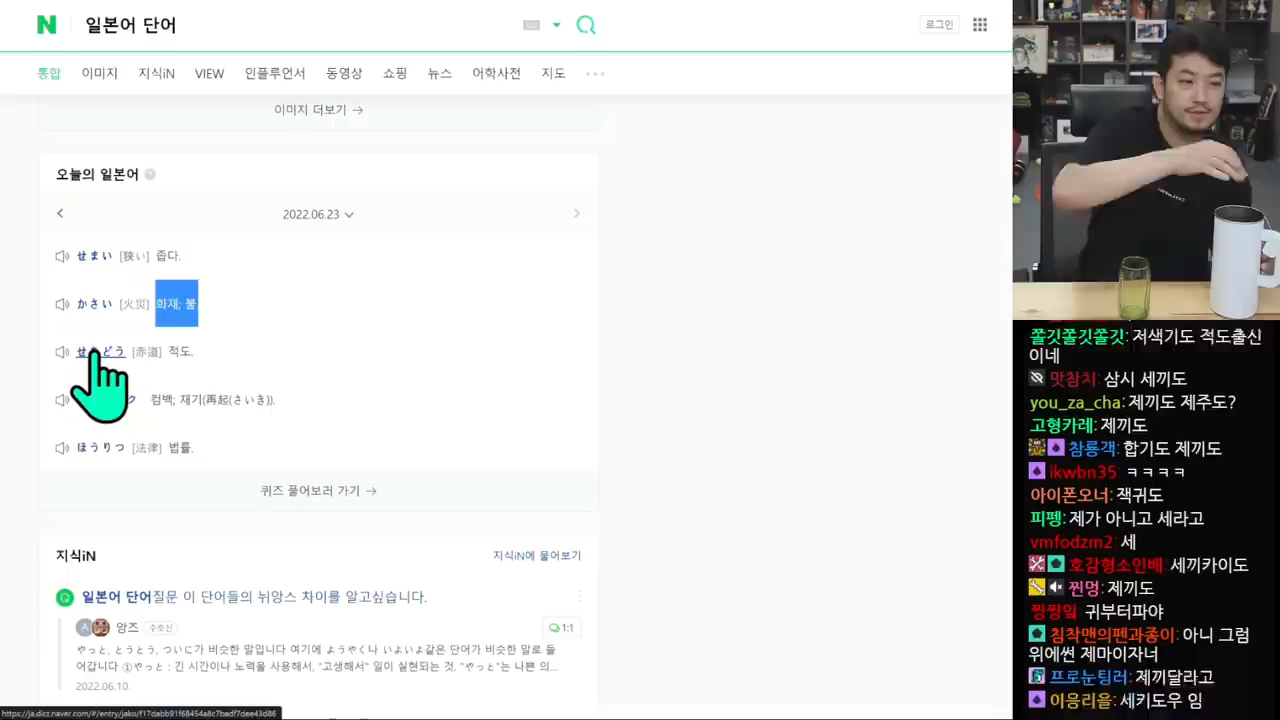 N 일본어 단어
로그인
통합 이미지 지식iN VIEW 인플루언서 동영상 쇼핑 뉴스 어학사전 지도
이미지 더보기 →
오늘의 일본어
2022.06.23
せまい [狭い] 좁다.
かさい [火災] 화재; 불
どう [赤道] 적도.
ク 컴백; 재기(再起(さいき)).
ほうりつ [法律] 법률.
퀴즈 풀어보러 가기 →
지식iN
지식iN에 물어보기
일본어 단어질문 이 단어들의 뉘앙스 차이를 알고싶습니다.
앙즈 수호신
1:1
やっと, とうとう, ついに가 비슷한 말입니다 여기에 ようやく나 いよいよ같은 단어가 비슷한 말로 들
어갑니다 ①やっと : 긴 시간이나 노력을 사용해서, "고생해서" 일이 실현되는 것. "やっと"는 나쁜 의...
2022.06.10.
https://ja.dict.naver.com/#/entry/jako/f17dabb91f68454a8c7badf7dee43d86
쫄깃쫄깃쫄깃: 저색기도 적도출신
이네
맛참치: 삼시 세끼도
you_za_cha: 제끼도 제주도?
고형카레: 제끼도
참룡객: 합기도 제끼도
lkwbn35: ㅋㅋㅋㅋ
아이폰오너: 잭귀도
피펭: 제가 아니고 세라고
vmfodzm2: 세
호감형소인배: 세끼카이도
찐멍: 제끼도
찡찡잎: 귀부터파야
침착맨의펜과종이: 아니 그럼
위에썬 제마이자너
프로눈팅러: 제끼달라고
이응리을: 세키도우 임